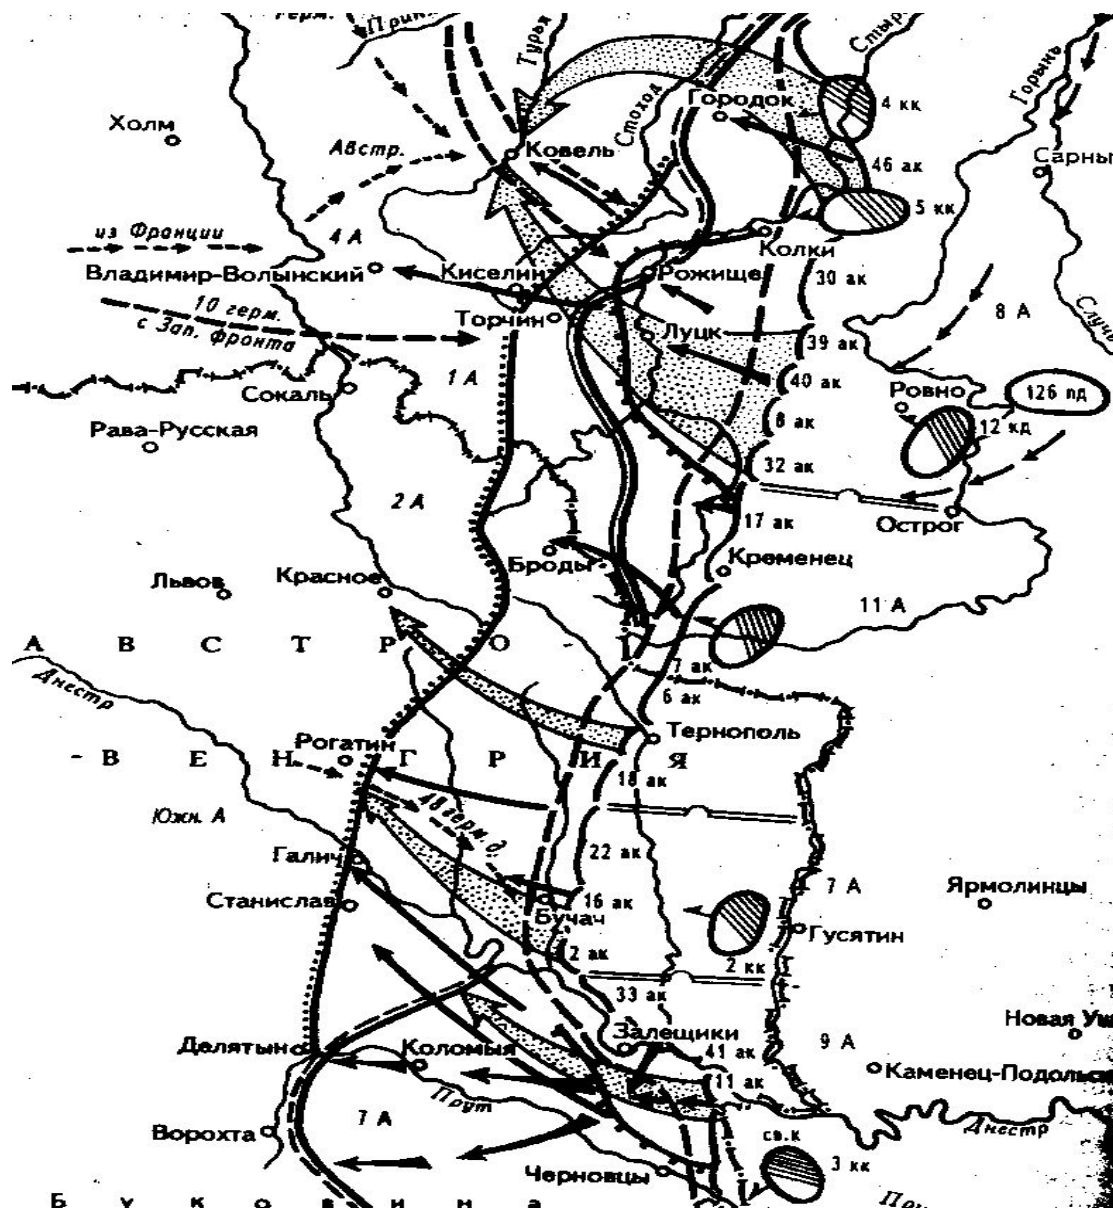 Турья
Стырь
Горынь
Городок
4 кк
Стоход
Холм
Австр.
Ковель
46 ак
Сарны
5 кк
из Франции
4 А
Колки
Владимир-Волынский
Киселин
Рожище
30 ак
10 герм.
с Зап. фронта
Торчин
Луцк
39 ак
8 А
1 А
Сокаль
40 ак
Ровно
126 пд
Рава-Русская
8 ак
12 кд
32 ак
2 А
17 ак
Острог
Броды
Кременец
Львов
Красное
11 А
А В С Т Р О
7 ак
6 ак
Днестр
Тернополь
Рогатин
- В Е Н Г Р И Я
18 ак
48 герм. д.
Южн. А
Галич
22 ак
7 А
Ярмолинцы
Станислав
16 ак
Бучач
Гусятин
2 ак
2 кк
33 ак
Залещики
9 А
Делятын
Коломыя
41 ак
11 ак
Каменец-Подольск
Прут
7 А
Днестр
Ворохта
св.к
3 кк
Черновцы
Б у к о в и н а